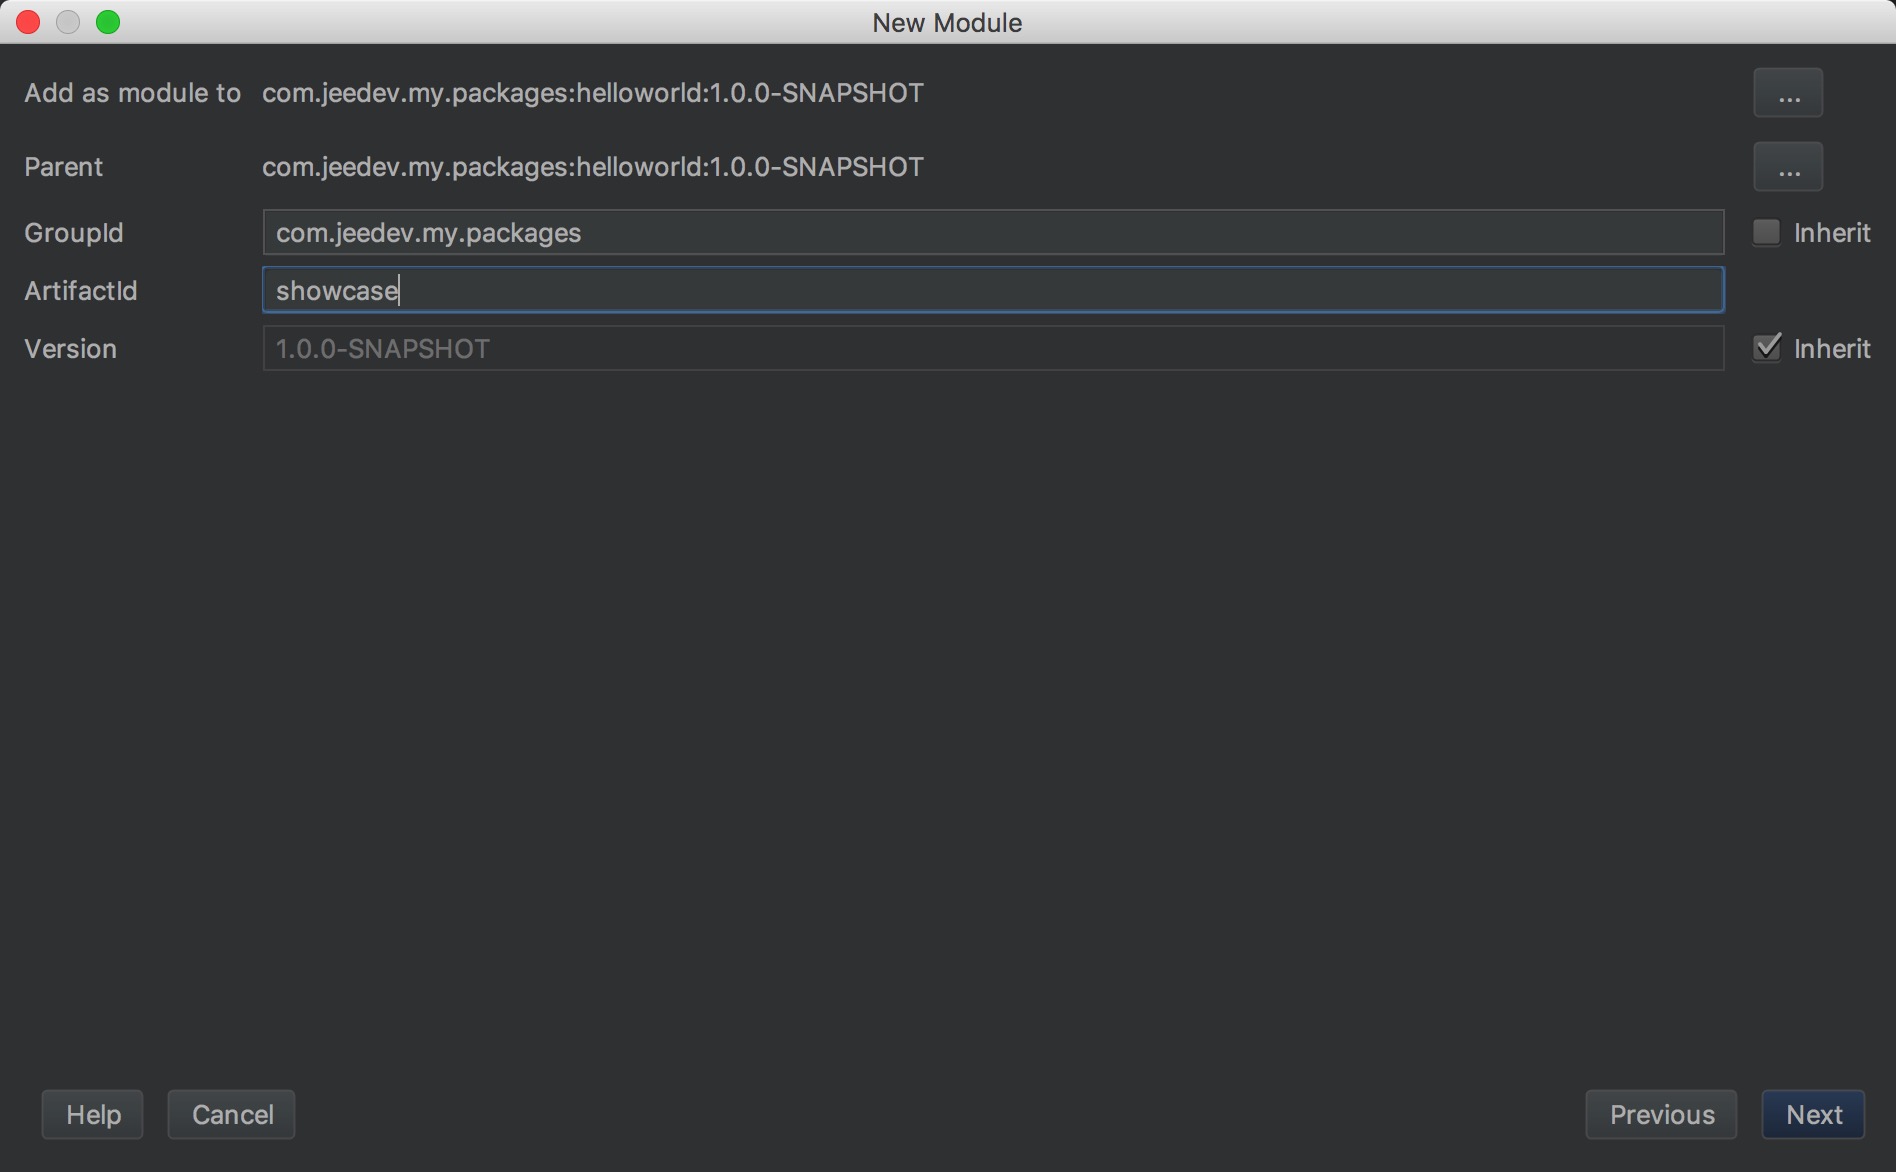 New Module
Add as module to com.jeedev.my.packages:helloworld:1.0.0-SNAPSHOT ...
Parent com.jeedev.my.packages:helloworld:1.0.0-SNAPSHOT ...
GroupId com.jeedev.my.packages Inherit
ArtifactId showcase
Version 1.0.0-SNAPSHOT Inherit
Help Cancel Previous Next